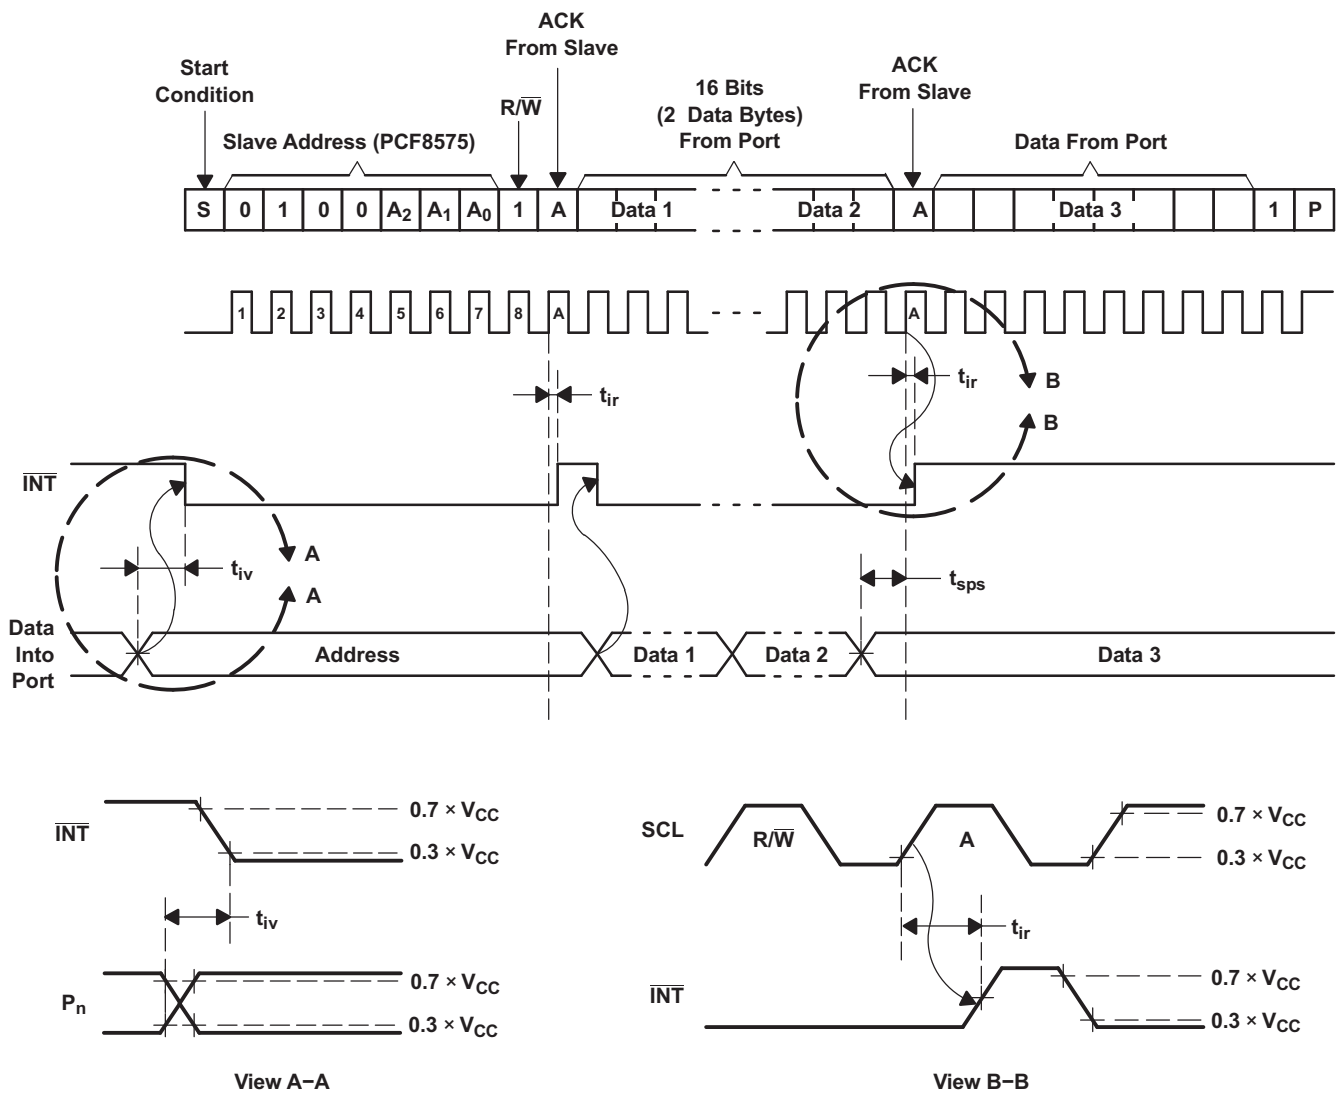 ACK
From Slave
Start
Condition
R/W̅
16 Bits
(2 Data Bytes)
From Port
ACK
From Slave
Slave Address (PCF8575)
Data From Port
S 0 1 0 0 A2 A1 A0 1 A Data 1 Data 2 A Data 3 1 P
1 2 3 4 5 6 7 8 A A
tir
tir
B
B
I̅N̅T̅
A
A
tiv
tsps
Data
Into
Port
Address Data 1 Data 2 Data 3
I̅N̅T̅
0.7 × VCC
0.3 × VCC
tiv
Pn
0.7 × VCC
0.3 × VCC
View A–A
SCL
R/W̅
A
0.7 × VCC
0.3 × VCC
tir
I̅N̅T̅
0.7 × VCC
0.3 × VCC
View B–B